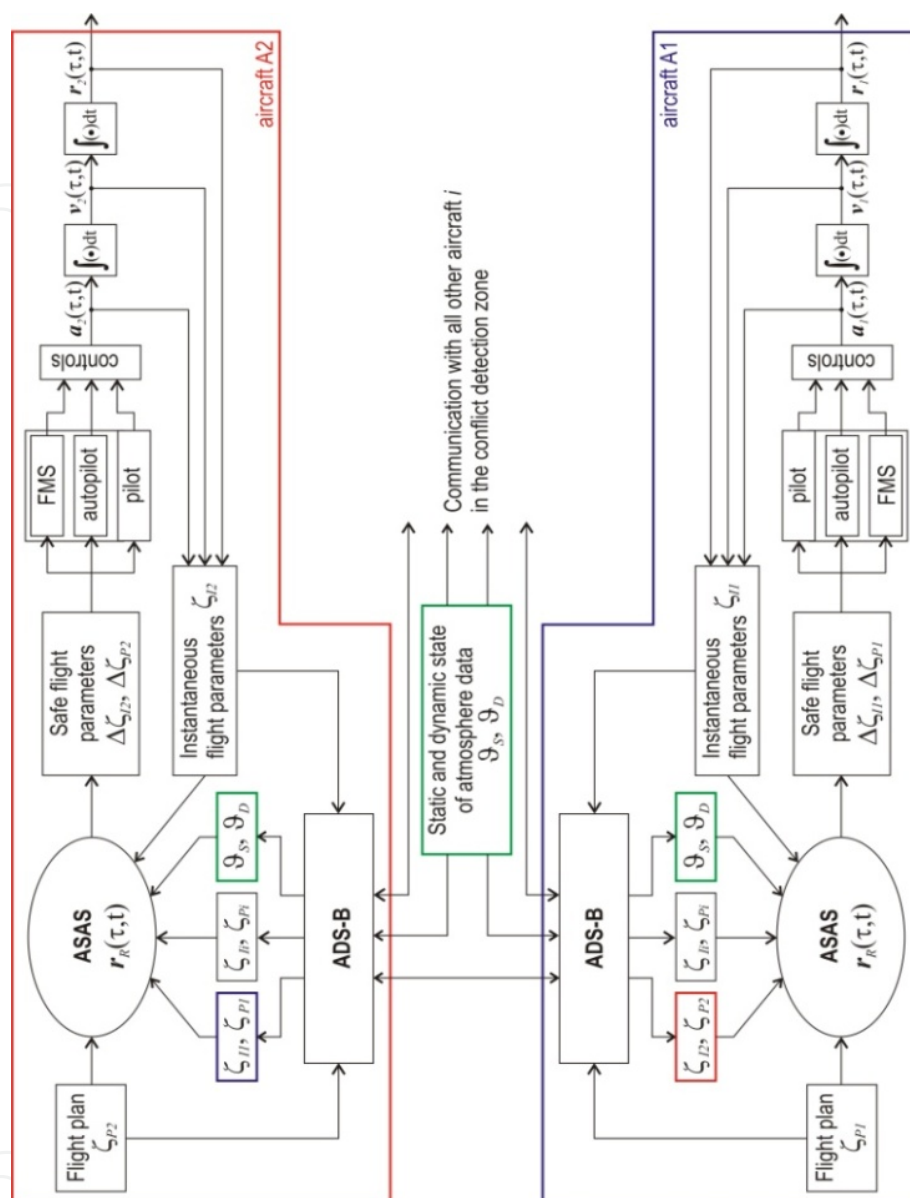 aircraft A2
Flight plan
ζP2
ASAS
rR(τ,t)
Safe flight
parameters
ΔζI2, ΔζP2
FMS
autopilot
pilot
controls
a2(τ,t)
∫(•)dt
v2(τ,t)
∫(•)dt
r2(τ,t)
ζI1, ζP1
ζIi, ζPi
ϑS, ϑD
Instantaneous
flight parameters ζI2
ADS-B
Static and dynamic state
of atmosphere data
ϑS, ϑD
Communication with all other aircraft i
in the conflict detection zone
aircraft A1
ADS-B
ζI2, ζP2
ζIi, ζPi
ϑS, ϑD
Instantaneous
flight parameters ζI1
Flight plan
ζP1
ASAS
rR(τ,t)
Safe flight
parameters
ΔζI1, ΔζP1
pilot
autopilot
FMS
controls
a1(τ,t)
∫(•)dt
v1(τ,t)
∫(•)dt
r1(τ,t)